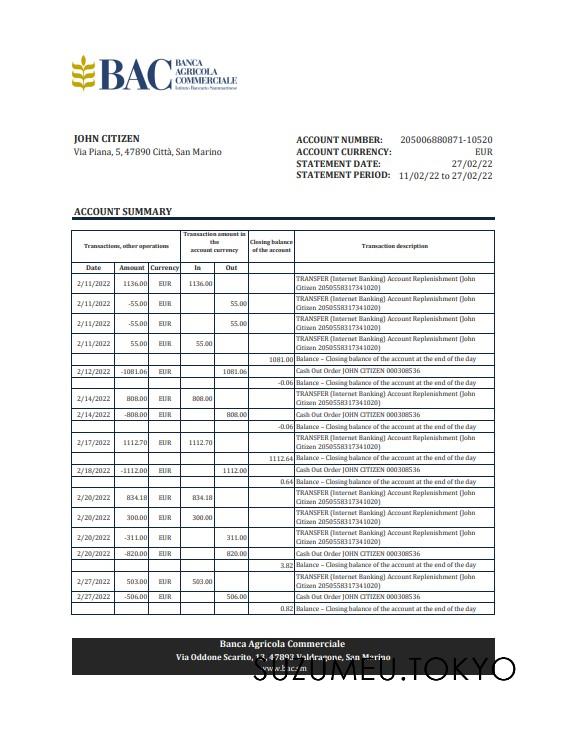 BAC BANCA
AGRICOLA
COMMERCIALE
Istituto Bancario Sammarinese
JOHN CITIZEN
Via Piana, 5, 47890 Città, San Marino
ACCOUNT NUMBER: 205006880871-10520
ACCOUNT CURRENCY: EUR
STATEMENT DATE: 27/02/22
STATEMENT PERIOD: 11/02/22 to 27/02/22
ACCOUNT SUMMARY
Transactions, other operations
Transaction amount in
the
account currency
Closing balance
of the account
Transaction description
Date Amount Currency In Out
2/11/2022 1136.00 EUR 1136.00 TRANSFER (Internet Banking) Account Replenishment (John
Citizen 2050558317341020)
2/11/2022 -55.00 EUR 55.00 TRANSFER (Internet Banking) Account Replenishment (John
Citizen 2050558317341020)
2/11/2022 -55.00 EUR 55.00 TRANSFER (Internet Banking) Account Replenishment (John
Citizen 2050558317341020)
2/11/2022 55.00 EUR 55.00 TRANSFER (Internet Banking) Account Replenishment (John
Citizen 2050558317341020)
1081.00 Balance – Closing balance of the account at the end of the day
2/12/2022 -1081.06 EUR 1081.06 Cash Out Order JOHN CITIZEN 000308536
-0.06 Balance – Closing balance of the account at the end of the day
2/14/2022 808.00 EUR 808.00 TRANSFER (Internet Banking) Account Replenishment (John
Citizen 2050558317341020)
2/14/2022 -808.00 EUR 808.00 Cash Out Order JOHN CITIZEN 000308536
-0.06 Balance – Closing balance of the account at the end of the day
2/17/2022 1112.70 EUR 1112.70 TRANSFER (Internet Banking) Account Replenishment (John
Citizen 2050558317341020)
1112.64 Balance – Closing balance of the account at the end of the day
2/18/2022 -1112.00 EUR 1112.00 Cash Out Order JOHN CITIZEN 000308536
0.64 Balance – Closing balance of the account at the end of the day
2/20/2022 834.18 EUR 834.18 TRANSFER (Internet Banking) Account Replenishment (John
Citizen 2050558317341020)
2/20/2022 300.00 EUR 300.00 TRANSFER (Internet Banking) Account Replenishment (John
Citizen 2050558317341020)
2/20/2022 -311.00 EUR 311.00 TRANSFER (Internet Banking) Account Replenishment (John
Citizen 2050558317341020)
2/20/2022 -820.00 EUR 820.00 Cash Out Order JOHN CITIZEN 000308536
3.82 Balance – Closing balance of the account at the end of the day
2/27/2022 503.00 EUR 503.00 TRANSFER (Internet Banking) Account Replenishment (John
Citizen 2050558317341020)
2/27/2022 -506.00 EUR 506.00 Cash Out Order JOHN CITIZEN 000308536
0.82 Balance – Closing balance of the account at the end of the day
Banca Agricola Commerciale
Via Oddone Scarito, 13, 47893 Valdragone, San Marino
www.bac.sm
SUZUMEU.TOKYO